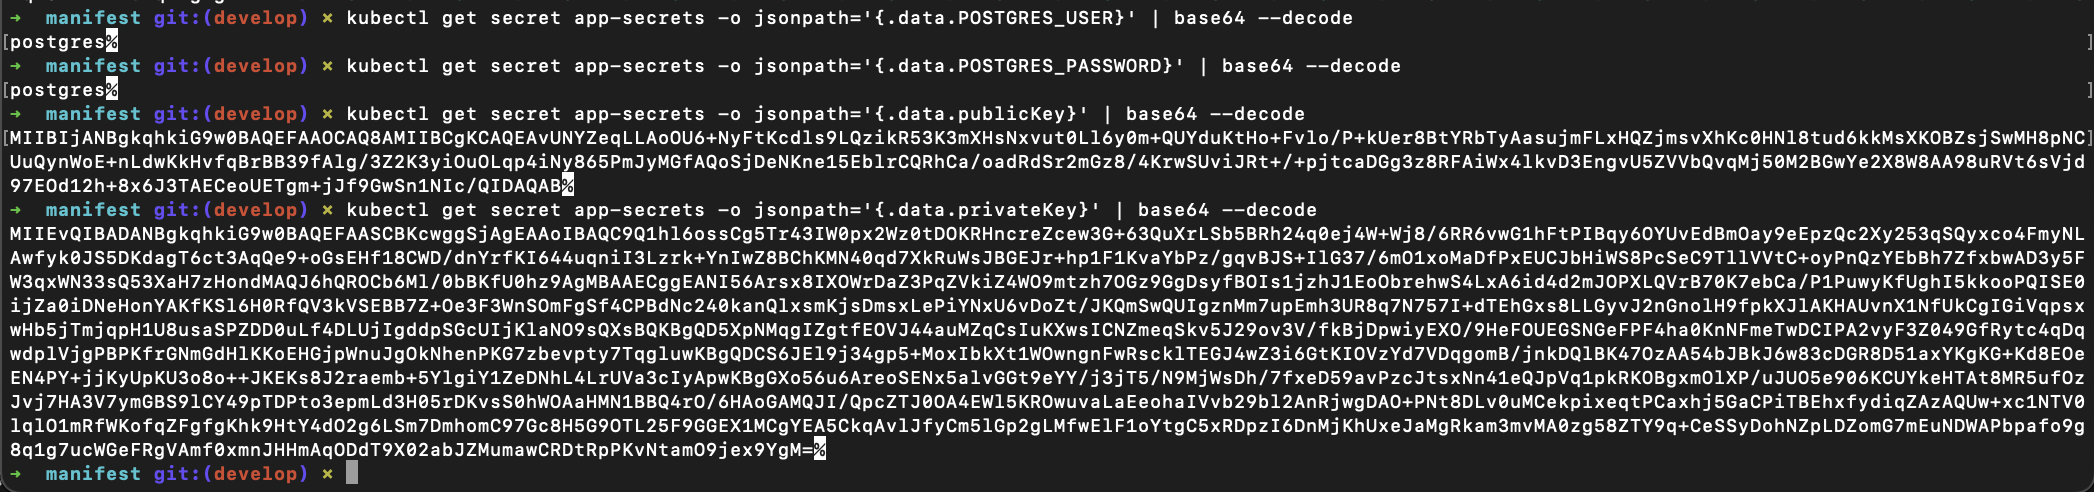 ➜ manifest git:(develop) ✗ kubectl get secret app-secrets -o jsonpath='{.data.POSTGRES_USER}' | base64 --decode
[postgres% ]
➜ manifest git:(develop) ✗ kubectl get secret app-secrets -o jsonpath='{.data.POSTGRES_PASSWORD}' | base64 --decode
[postgres% ]
➜ manifest git:(develop) ✗ kubectl get secret app-secrets -o jsonpath='{.data.publicKey}' | base64 --decode
[MIIBIjANBgkqhkiG9w0BAQEFAAOCAQ8AMIIBCgKCAQEAvUNYZeqLLAoOU6+NyFtKcdls9LQzikR53K3mXHsNxvut0Ll6y0m+QUYduKtHo+Fvlo/P+kUer8BtYRbTyAasujmFLxHQZjmsvXhKc0HNl8tud6kkMsXKOBZsjSwMH8pNC]
UuQynWoE+nLdwKkHvfqBrBB39fAlg/3Z2K3yiOuOLqp4iNy865PmJyMGfAQoSjDeNKne15EblrCQRhCa/oadRdSr2mGz8/4KrwSUviJRt+/+pjtcaDGg3z8RFAiWx4lkvD3EngvU5ZVVbQvqMj50M2BGwYe2X8W8AA98uRVt6sVjd
97EOd12h+8x6J3TAECeoUETgm+jJf9GwSn1NIc/QIDAQAB%
➜ manifest git:(develop) ✗ kubectl get secret app-secrets -o jsonpath='{.data.privateKey}' | base64 --decode
MIIEvQIBADANBgkqhkiG9w0BAQEFAASCBKcwggSjAgEAAoIBAQC9Q1hl6ossCg5Tr43IW0px2Wz0tDOKRHncreZcew3G+63QuXrLSb5BRh24q0ej4W+Wj8/6RR6vwG1hFtPIBqy6OYUvEdBmOay9eEpzQc2Xy253qSQyxco4FmyNL
Awfyk0JS5DKdagT6ct3AqQe9+oGsEHf18CWD/dnYrfKI644uqniI3Lzrk+YnIwZ8BChKMN40qd7XkRuWsJBGEJr+hp1F1KvaYbPz/gqvBJS+IlG37/6mO1xoMaDfPxEUCJbHiWS8PcSeC9TllVVtC+oyPnQzYEbBh7ZfxbwAD3y5F
W3qxWN33sQ53XaH7zHondMAQJ6hQROCb6Ml/0bBKfU0hz9AgMBAAECggEANI56Arsx8IXOWrDaZ3PqZVkiZ4WO9mtzh7OGz9GgDsyfBOIs1jzhJ1EoObrehwS4LxA6id4d2mJOPXLQVrB70K7ebCa/P1PuwyKfUghI5kkooPQISE0
ijZa0iDNeHonYAKfKSl6H0RfQV3kVSEBB7Z+Oe3F3WnSOmFgSf4CPBdNc240kanQlxsmKjsDmsxLePiYNxU6vDoZt/JKQmSwQUIgznMm7upEmh3UR8q7N757I+dTEhGxs8LLGyvJ2nGnolH9fpkXJlAKHAUvnX1NfUkCgIGiVqpsx
wHb5jTmjqpH1U8usaSPZDD0uLf4DLUjIgddpSGcUIjKlaNO9sQXsBQKBgQD5XpNMqgIZgtfEOVJ44auMZqCsIuKXwsICNZmeqSkv5J29ov3V/fkBjDpwiyEXO/9HeFOUEGSNGeFPF4ha0KnNFmeTwDCIPA2vyF3Z049GfRytc4qDq
wdplVjgPBPKfrGNmGdHlKKoEHGjpWnuJgOkNhenPKG7zbevpty7TqgluwKBgQDCS6JEl9j34gp5+MoxIbkXt1WOwngnFwRscklTEGJ4wZ3i6GtKIOVzYd7VDqgomB/jnkDQlBK47OzAA54bJBkJ6w83cDGR8D51axYKgKG+Kd8EOe
EN4PY+jjKyUpKU3o8o++JKEKs8J2raemb+5YlgiY1ZeDNhL4LrUVa3cIyApwKBgGXo56u6AreoSENx5alvGGt9eYY/j3jT5/N9MjWsDh/7fxeD59avPzcJtsxNn41eQJpVq1pkRKOBgxmOlXP/uJUO5e906KCUYkeHTAt8MR5ufOz
Jvj7HA3V7ymGBS9lCY49pTDPto3epmLd3H05rDKvsS0hWOAaHMN1BBQ4rO/6HAoGAMQJI/QpcZTJ0OA4EWl5KROwuvaLaEeohaIVvb29bl2AnRjwgDAO+PNt8DLv0uMCekpixeqtPCaxhj5GaCPiTBEhxfydiqZAzAQUw+xc1NTV0
lqlO1mRfWKofqZFgfgKhk9HtY4dO2g6LSm7DmhomC97Gc8H5G9OTL25F9GGEX1MCgYEA5CkqAvlJfyCm5lGp2gLMfwElF1oYtgC5xRDpzI6DnMjKhUxeJaMgRkam3mvMA0zg58ZTY9q+CeSSyDohNZpLDZomG7mEuNDWAPbpafo9g
8q1g7ucWGeFRgVAmf0xmnJHHmAqODdT9X02abJZMumawCRDtRpPKvNtamO9jex9YgM=%
➜ manifest git:(develop) ✗